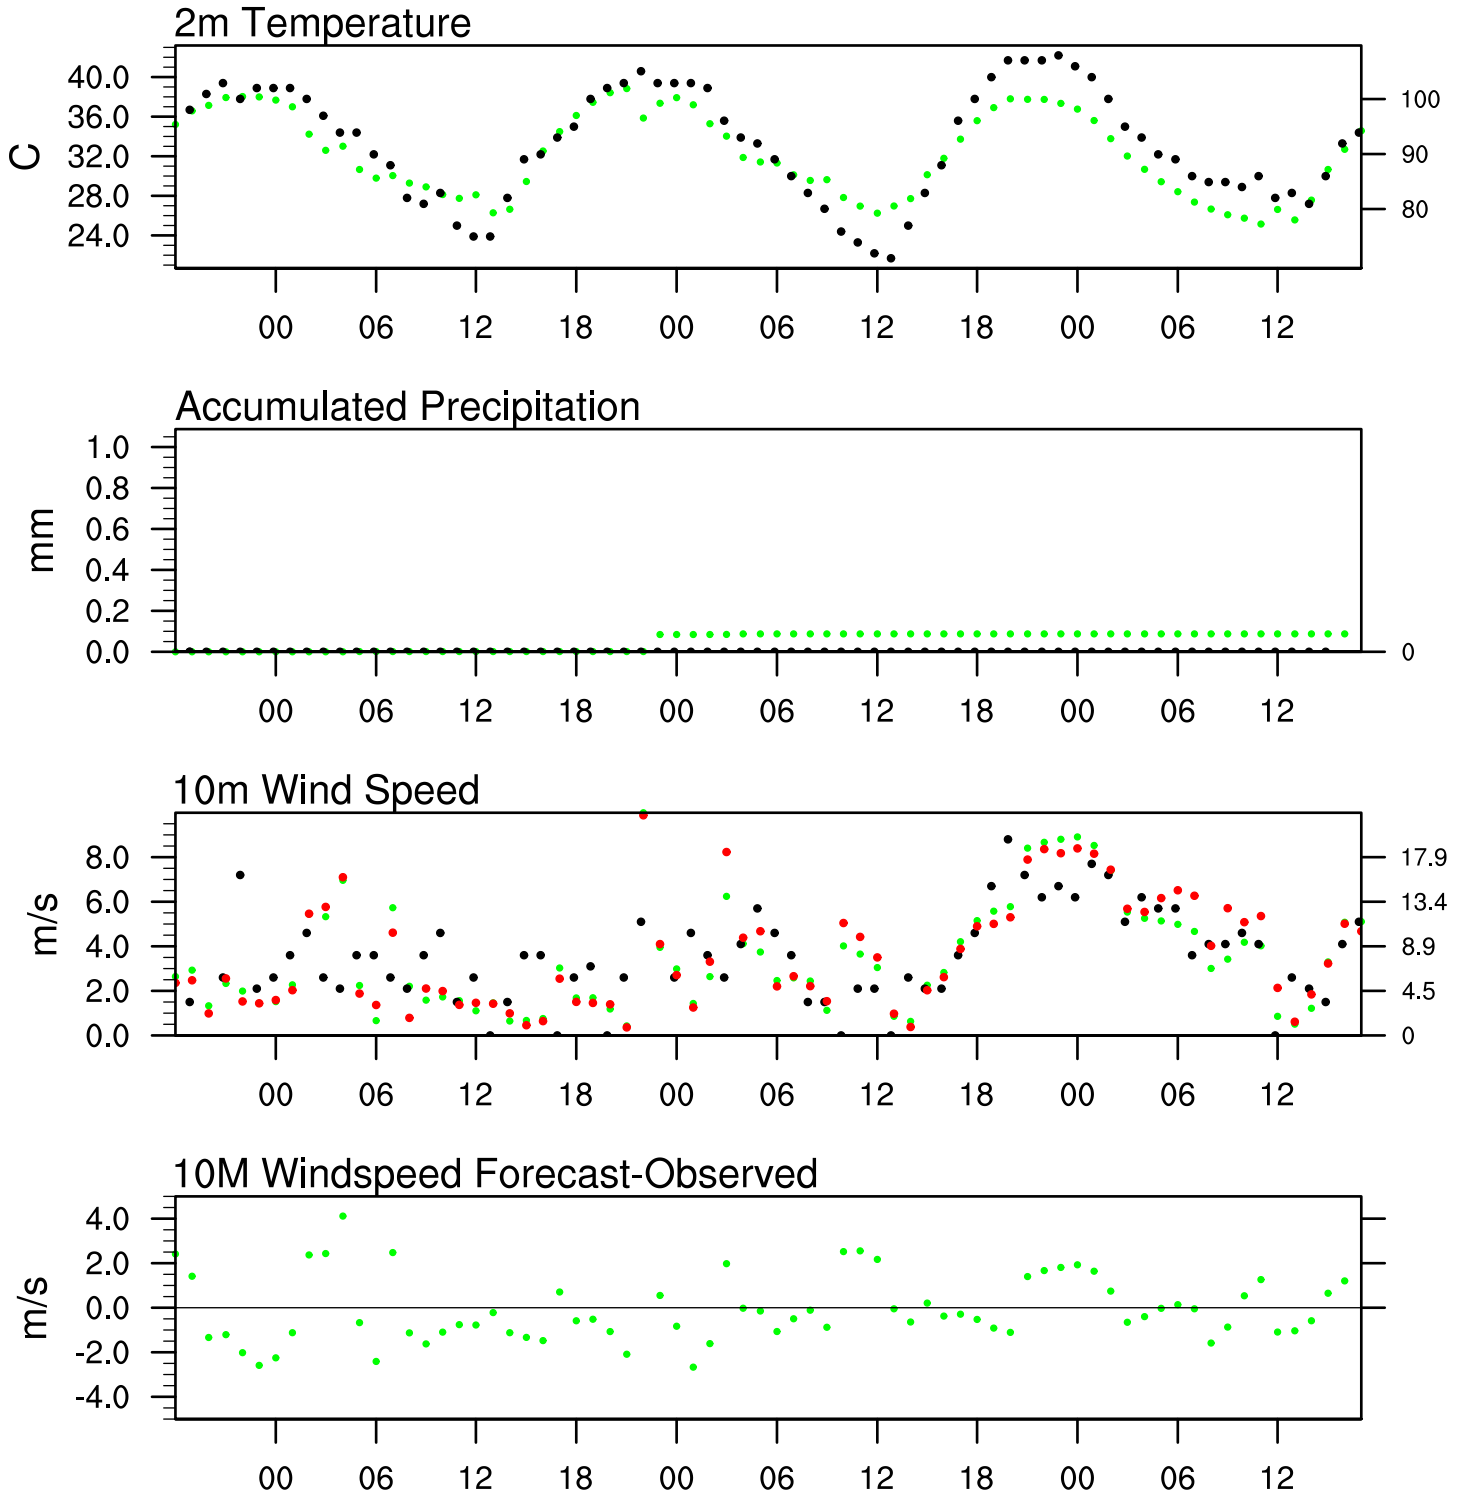 2m Temperature
C
40.0
36.0
32.0
28.0
24.0
100
90
80
00 06 12 18 00 06 12 18 00 06 12
Accumulated Precipitation
mm
1.0
0.8
0.6
0.4
0.2
0.0
0
00 06 12 18 00 06 12 18 00 06 12
10m Wind Speed
m/s
8.0
6.0
4.0
2.0
0.0
17.9
13.4
8.9
4.5
0
00 06 12 18 00 06 12 18 00 06 12
10M Windspeed Forecast-Observed
m/s
4.0
2.0
0.0
-2.0
-4.0
00 06 12 18 00 06 12 18 00 06 12